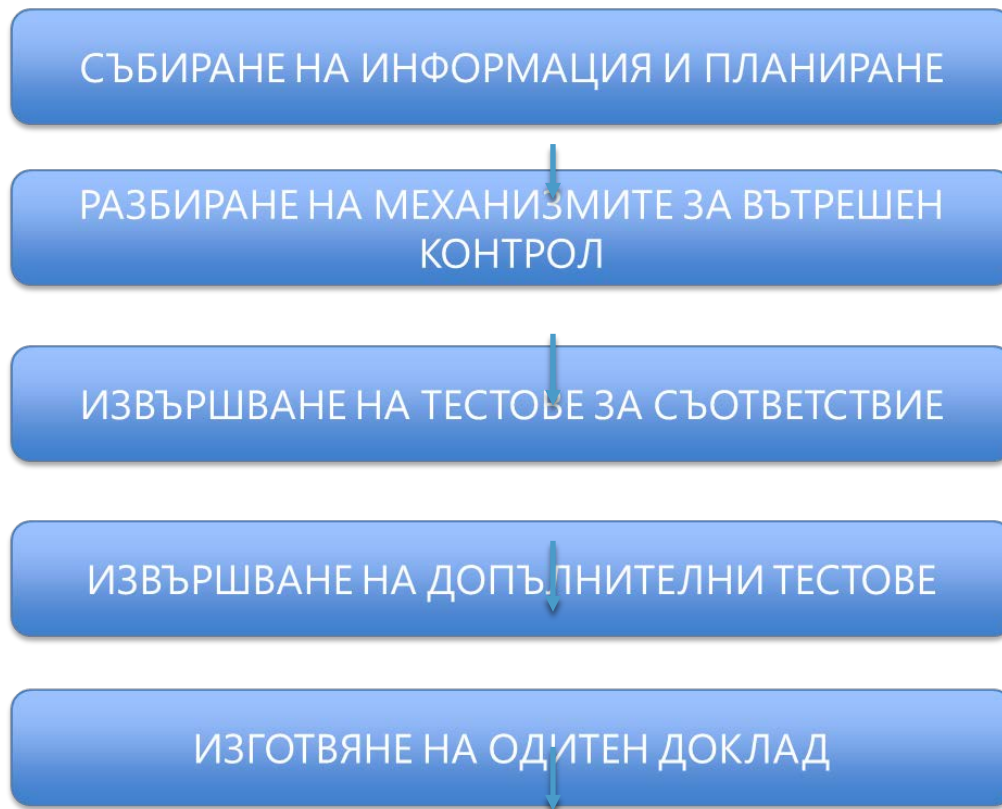 СЪБИРАНЕ НА ИНФОРМАЦИЯ И ПЛАНИРАНЕ
РАЗБИРАНЕ НА МЕХАНИЗМИТЕ ЗА ВЪТРЕШЕН
КОНТРОЛ
ИЗВЪРШВАНЕ НА ТЕСТОВЕ ЗА СЪОТВЕТСТВИЕ
ИЗВЪРШВАНЕ НА ДОПЪЛНИТЕЛНИ ТЕСТОВЕ
ИЗГОТВЯНЕ НА ОДИТЕН ДОКЛАД